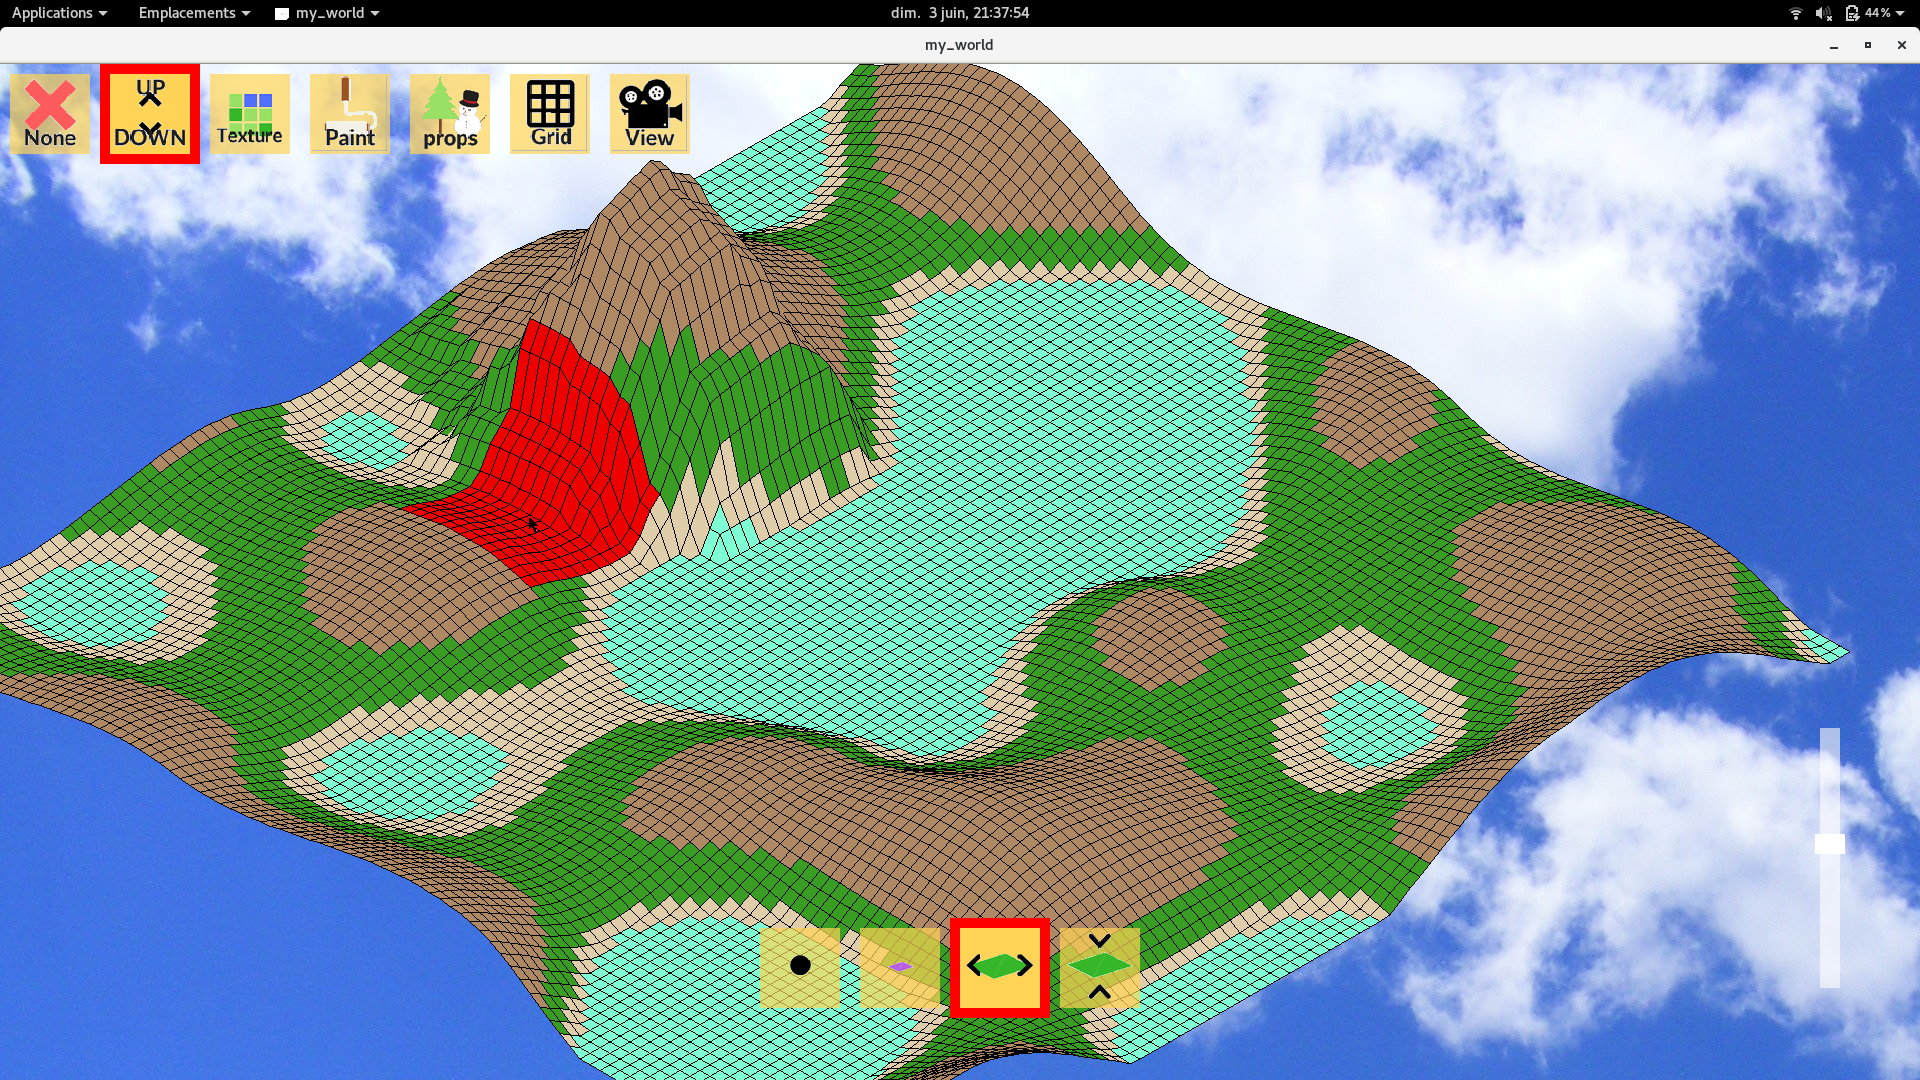 Applications Emplacements my_world dim. 3 juin, 21:37:54 44%
my_world
None UP DOWN Texture Paint props Grid View